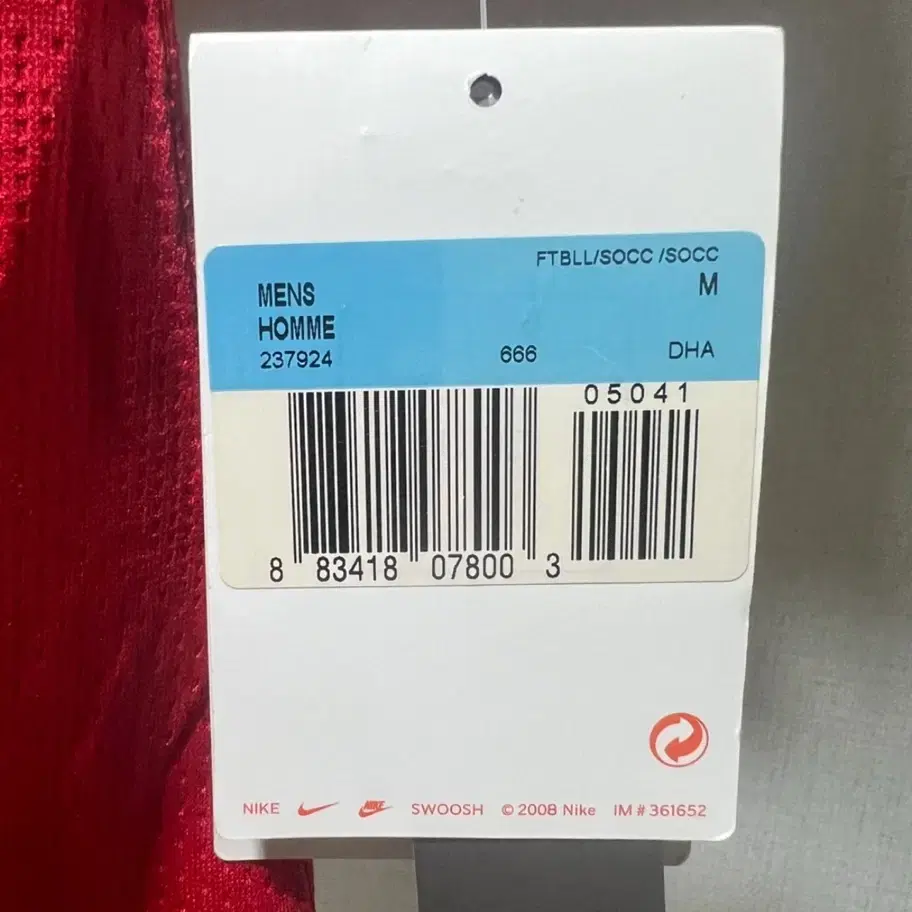 FTBLL/SOCC /SOCC
MENS M
HOMME
237924 666 DHA
05041
8 83418 07800 3
NIKE NIKE SWOOSH © 2008 Nike IM # 361652